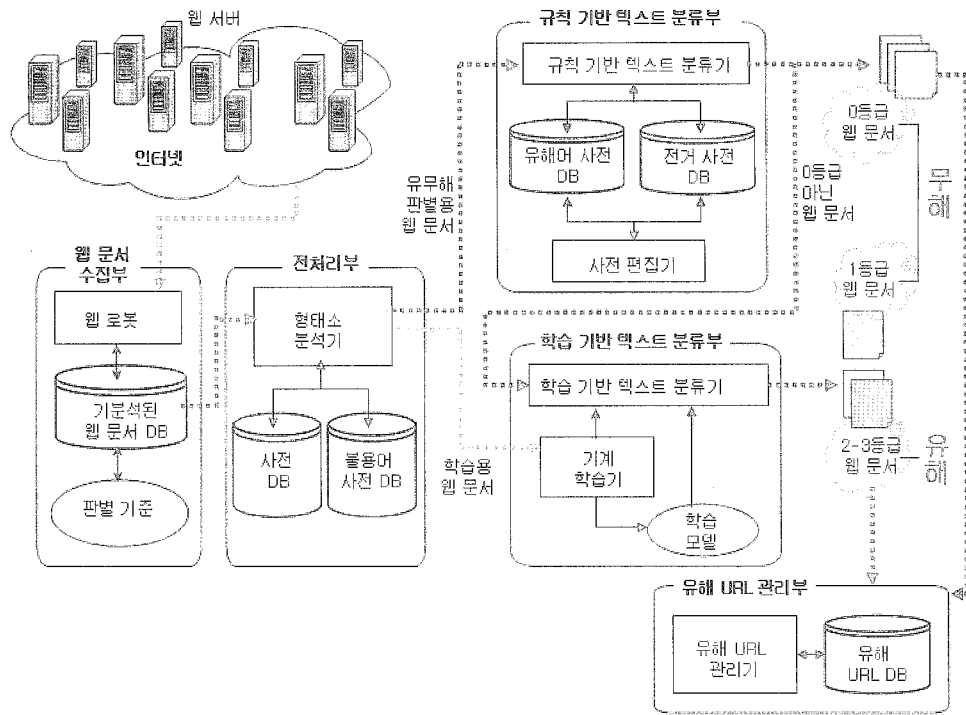 웹 서버
인터넷
웹 문서
수집부
웹 로봇
기분석된
웹 문서 DB
판별 기준
전처리부
형태소
분석기
사전
DB
불용어
사전 DB
유무해
판별용
웹 문서
학습용
웹 문서
규칙 기반 텍스트 분류부
규칙 기반 텍스트 분류기
유해어 사전
DB
전거 사전
DB
사전 편집기
0등급
아닌
웹 문서
학습 기반 텍스트 분류부
학습 기반 텍스트 분류기
기계
학습기
학습
모델
0등급
웹 문서
무해
1등급
웹 문서
2-3등급
웹 문서
유해
유해 URL 관리부
유해 URL
관리기
유해
URL DB